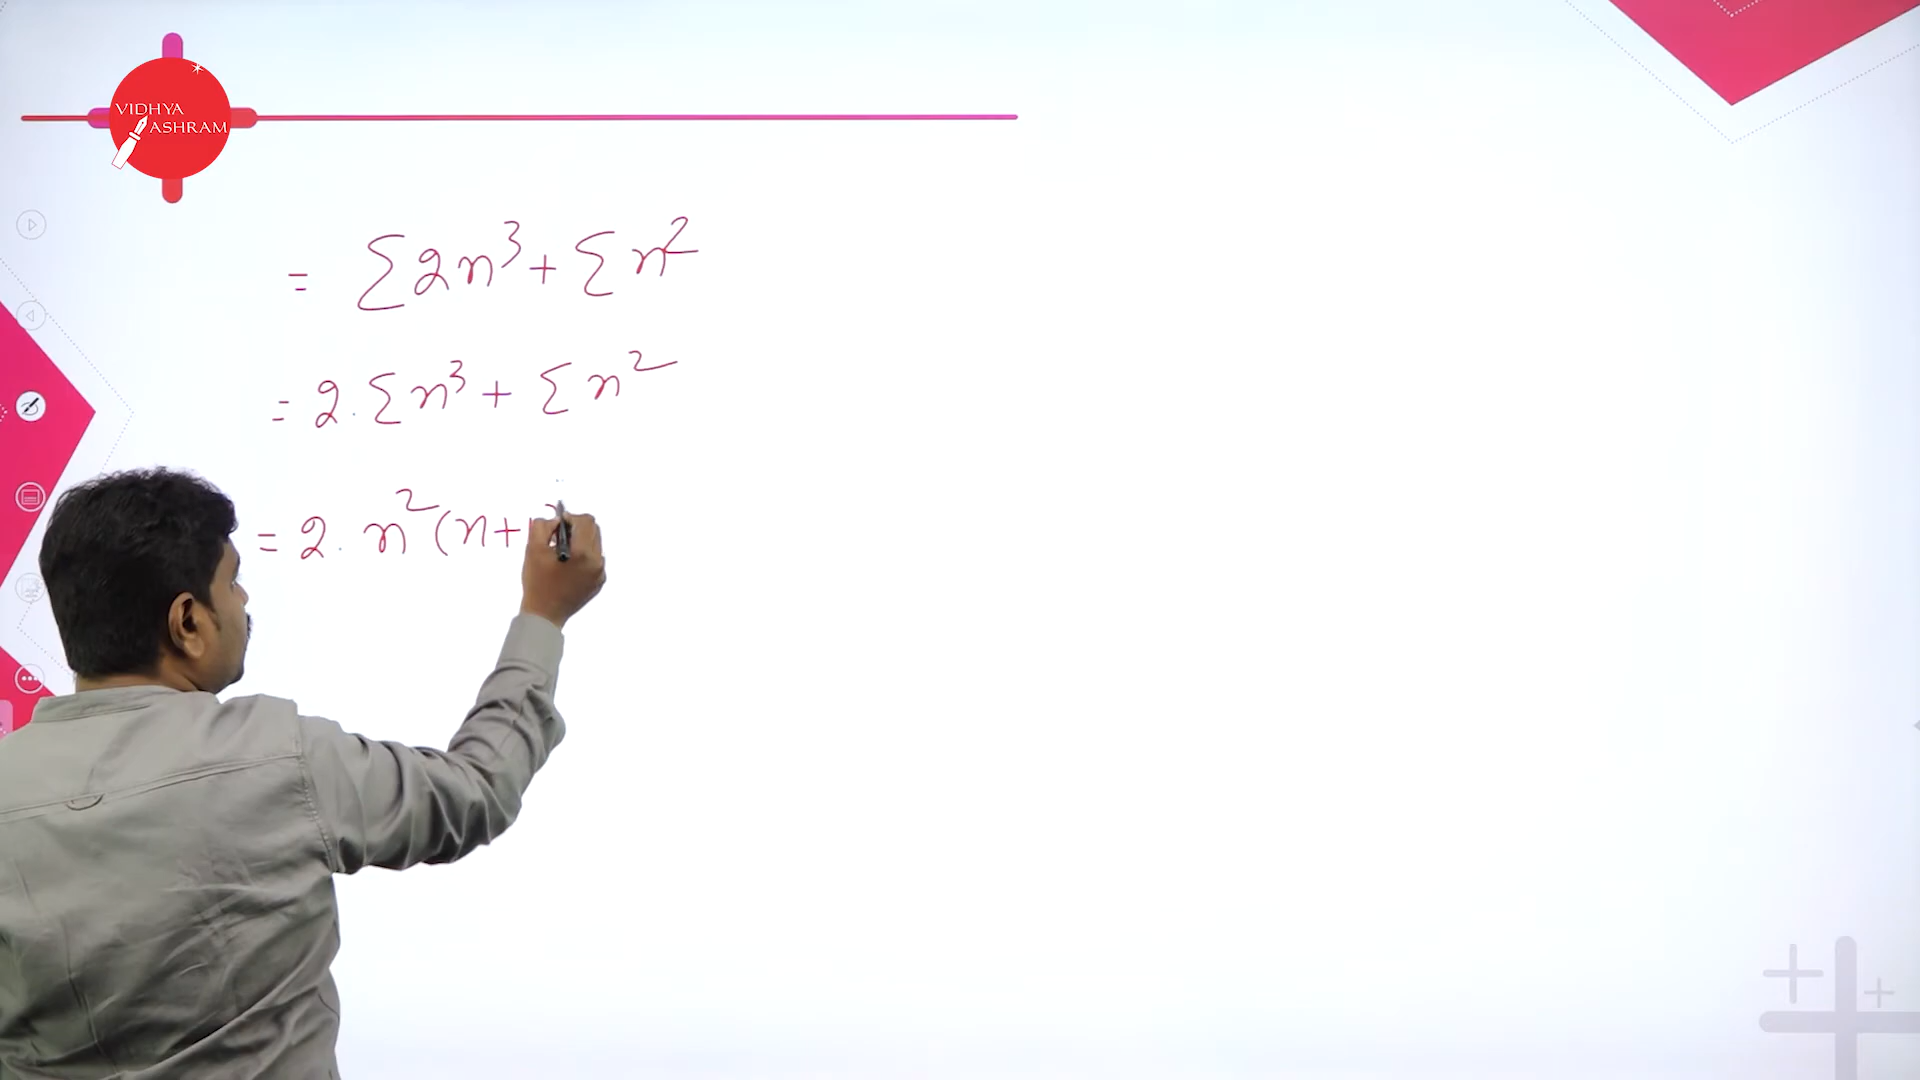 VIDHYA
ASHRAM
= Σ2n³ + Σn²
= 2. Σn³ + Σn²
= 2. n²(n+